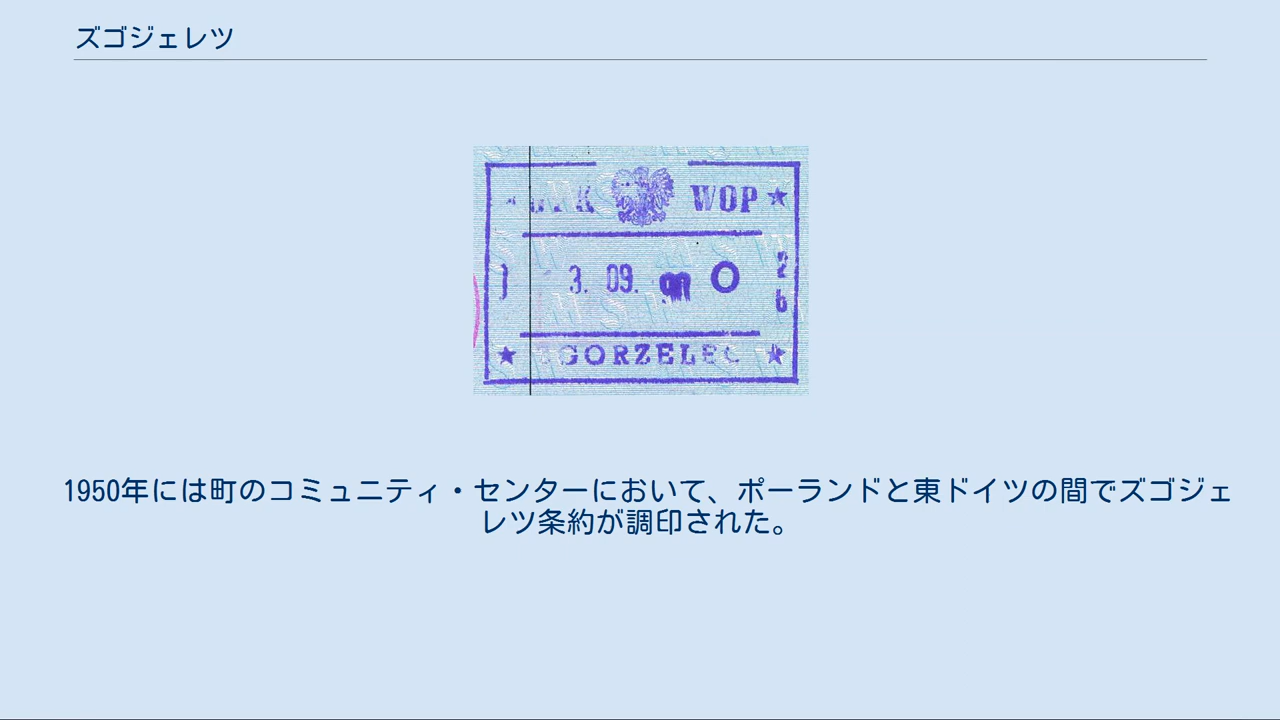 ズゴジェレツ
WOP
3. 09.
1950年には町のコミュニティ・センターにおいて、ポーランドと東ドイツの間でズゴジェ
レツ条約が調印された。